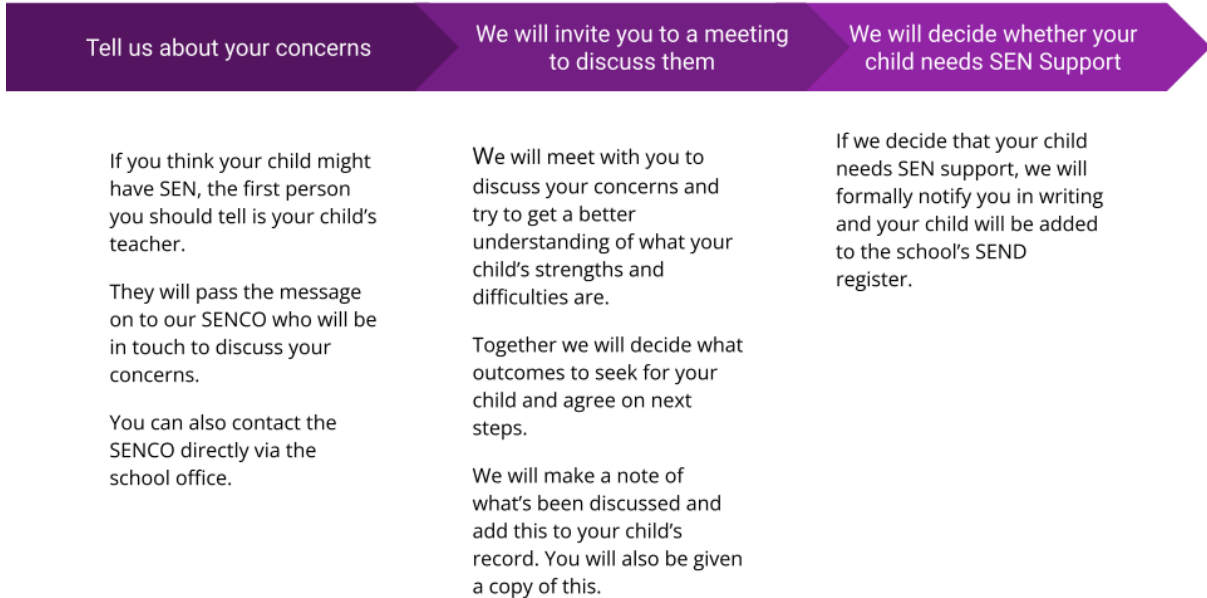 Tell us about your concerns
We will invite you to a meeting
to discuss them
We will decide whether your
child needs SEN Support
If you think your child might
have SEN, the first person
you should tell is your child’s
teacher.
They will pass the message
on to our SENCO who will be
in touch to discuss your
concerns.
You can also contact the
SENCO directly via the
school office.
We will meet with you to
discuss your concerns and
try to get a better
understanding of what your
child’s strengths and
difficulties are.
Together we will decide what
outcomes to seek for your
child and agree on next
steps.
We will make a note of
what’s been discussed and
add this to your child’s
record. You will also be given
a copy of this.
If we decide that your child
needs SEN support, we will
formally notify you in writing
and your child will be added
to the school’s SEND
register.